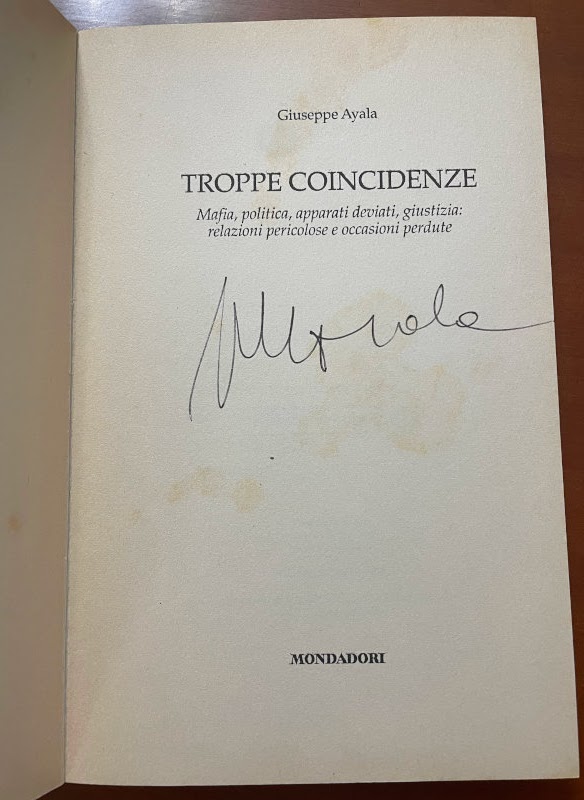 Giuseppe Ayala
TROPPE COINCIDENZE
Mafia, politica, apparati deviati, giustizia:
relazioni pericolose e occasioni perdute
MONDADORI